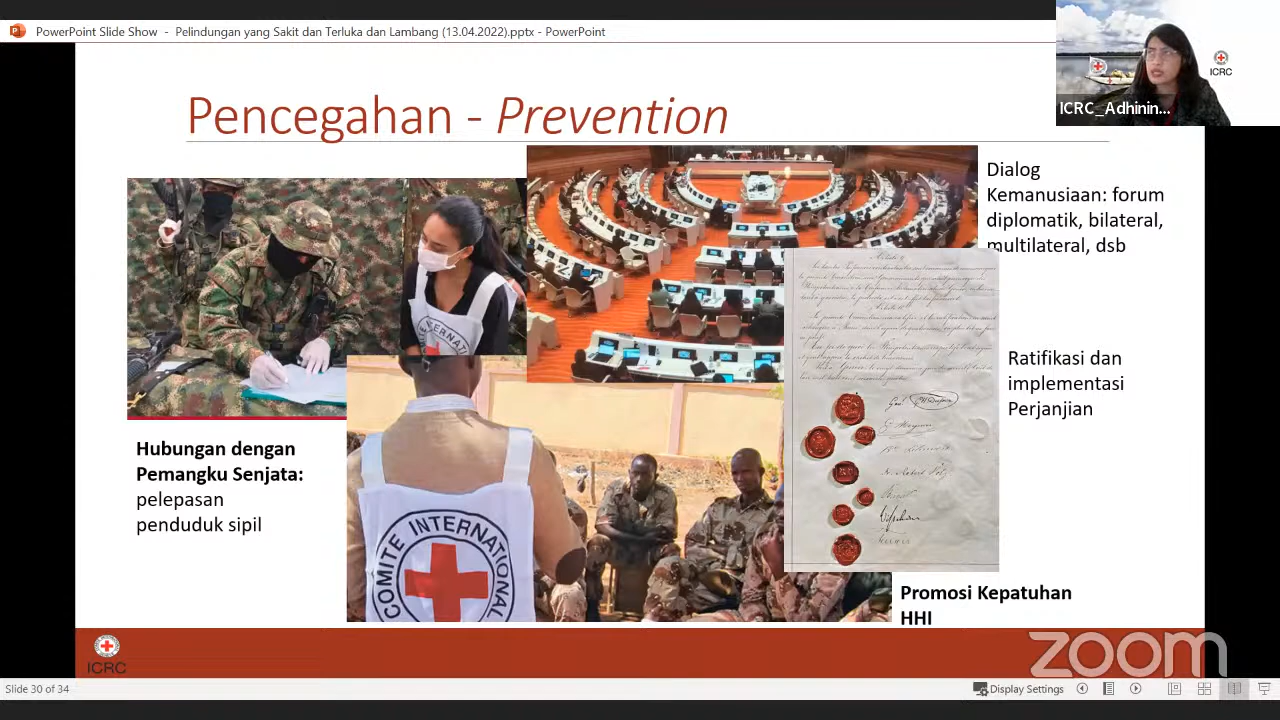 PowerPoint Slide Show - Pelindungan yang Sakit dan Terluka dan Lambang (13.04.2022).pptx - PowerPoint
ICRC
ICRC_Adhinin...
Pencegahan - Prevention
Dialog
Kemanusiaan: forum
diplomatik, bilateral,
multilateral, dsb
Ratifikasi dan
implementasi
Perjanjian
Hubungan dengan
Pemangku Senjata:
pelepasan
penduduk sipil
COMITE INTERNATIONAL
Promosi Kepatuhan
HHI
ICRC
zoom
Slide 30 of 34
Display Settings